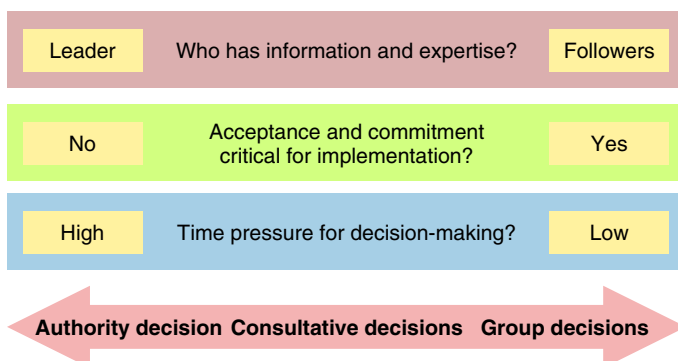 Leader Who has information and expertise? Followers
No Acceptance and commitment critical for implementation? Yes
High Time pressure for decision-making? Low
Authority decision Consultative decisions Group decisions